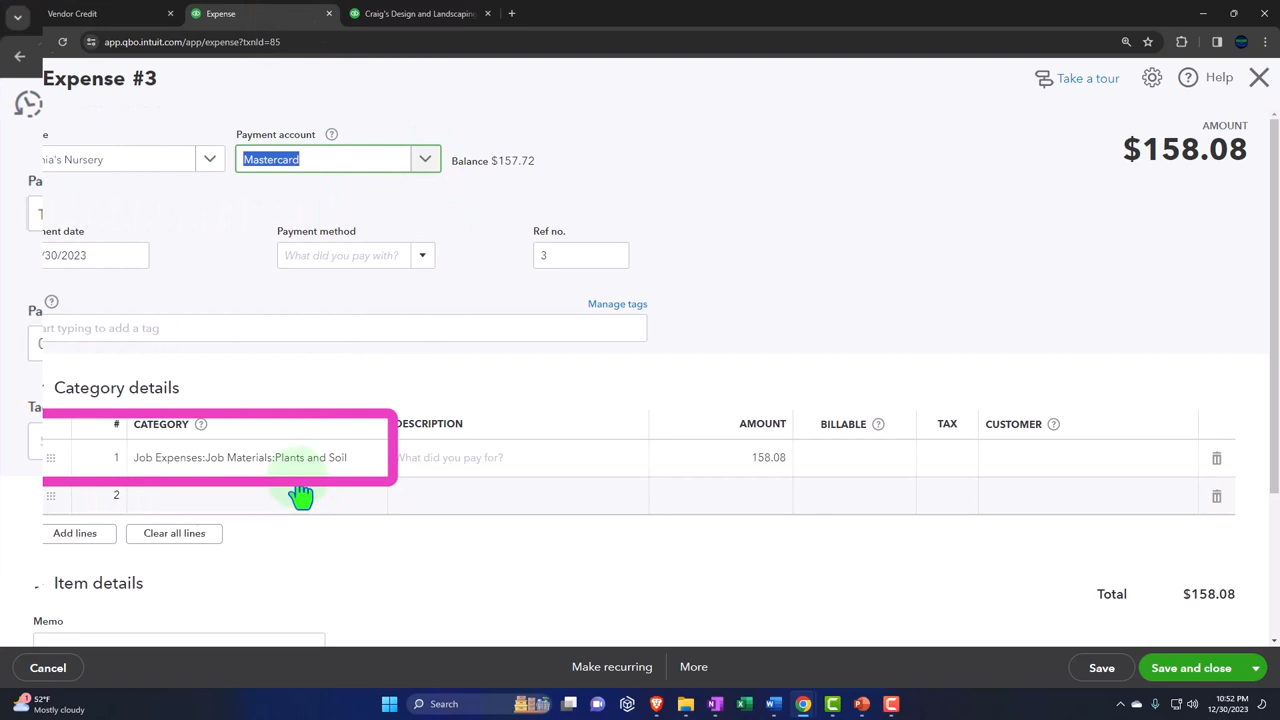 Vendor Credit
Expense
Craig's Design and Landscaping
app.qbo.intuit.com/app/expense?txnId=85
Expense #3
Take a tour
Help
Payment account
Mastercard
Balance $157.72
AMOUNT
$158.08
nia's Nursery
Pa
ment date
/30/2023
Payment method
What did you pay with?
Ref no.
3
Manage tags
Pa
art typing to add a tag
Category details
Ta
#
CATEGORY
DESCRIPTION
AMOUNT
BILLABLE
TAX
CUSTOMER
1
Job Expenses:Job Materials:Plants and Soil
What did you pay for?
158.08
2
Add lines
Clear all lines
Item details
Total
$158.08
Memo
Cancel
Make recurring
More
Save
Save and close
1
52°F
Mostly cloudy
Search
10:52 PM
12/30/2023